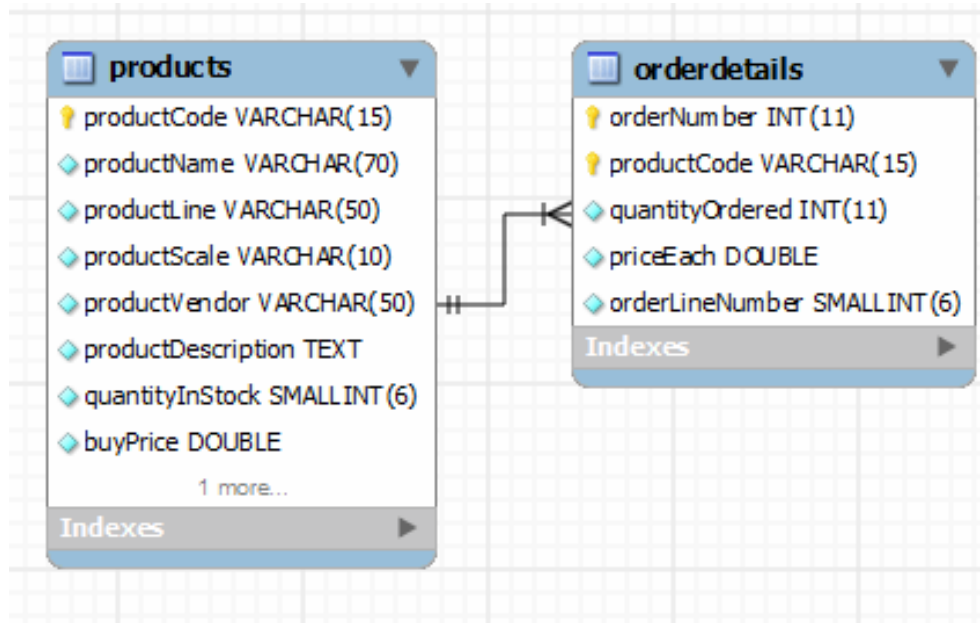 products
productCode VARCHAR(15)
productName VARCHAR(70)
productLine VARCHAR(50)
productScale VARCHAR(10)
productVendor VARCHAR(50)
productDescription TEXT
quantityInStock SMALLINT(6)
buyPrice DOUBLE
1 more...
Indexes
orderdetails
orderNumber INT(11)
productCode VARCHAR(15)
quantityOrdered INT(11)
priceEach DOUBLE
orderLineNumber SMALLINT(6)
Indexes